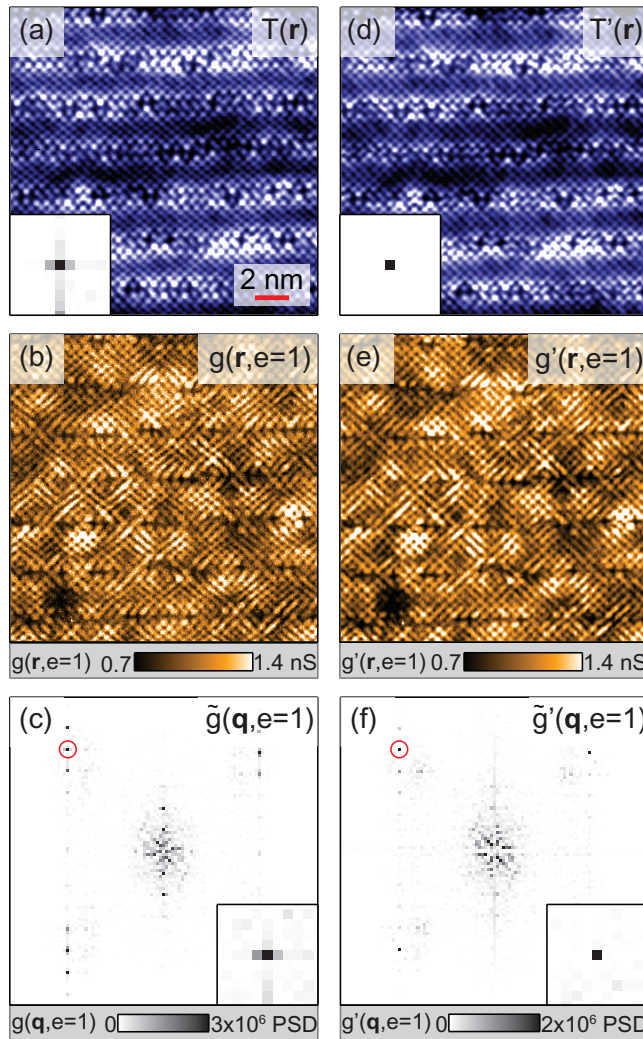 (a) T(r)
(d) T'(r)
2 nm
(b) g(r,e=1)
(e) g'(r,e=1)
g(r,e=1) 0.7 1.4 nS
g'(r,e=1) 0.7 1.4 nS
(c) g̃(q,e=1)
(f) g̃'(q,e=1)
g(q,e=1) 0 3x10⁶ PSD
g'(q,e=1) 0 2x10⁶ PSD